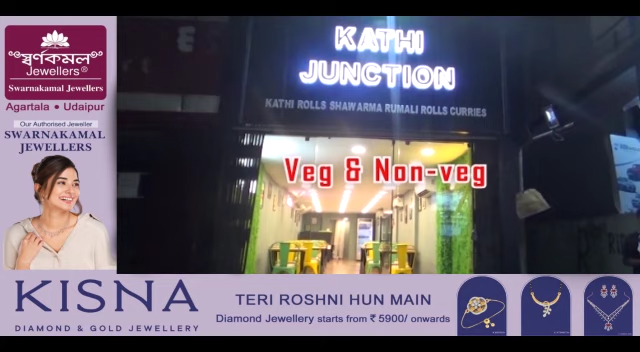 স্বর্ণকমল
Jewellers®
Swarnakamal Jewellers
Agartala • Udaipur
Our Authorised Jeweller
SWARNAKAMAL
JEWELLERS
KATHI
JUNCTION
KATHI ROLLS SHAWARMA RUMALI ROLLS CURRIES
Veg & Non-veg
KISNA
DIAMOND & GOLD JEWELLERY
TERI ROSHNI HUN MAIN
Diamond Jewellery starts from ₹ 5900/ onwards